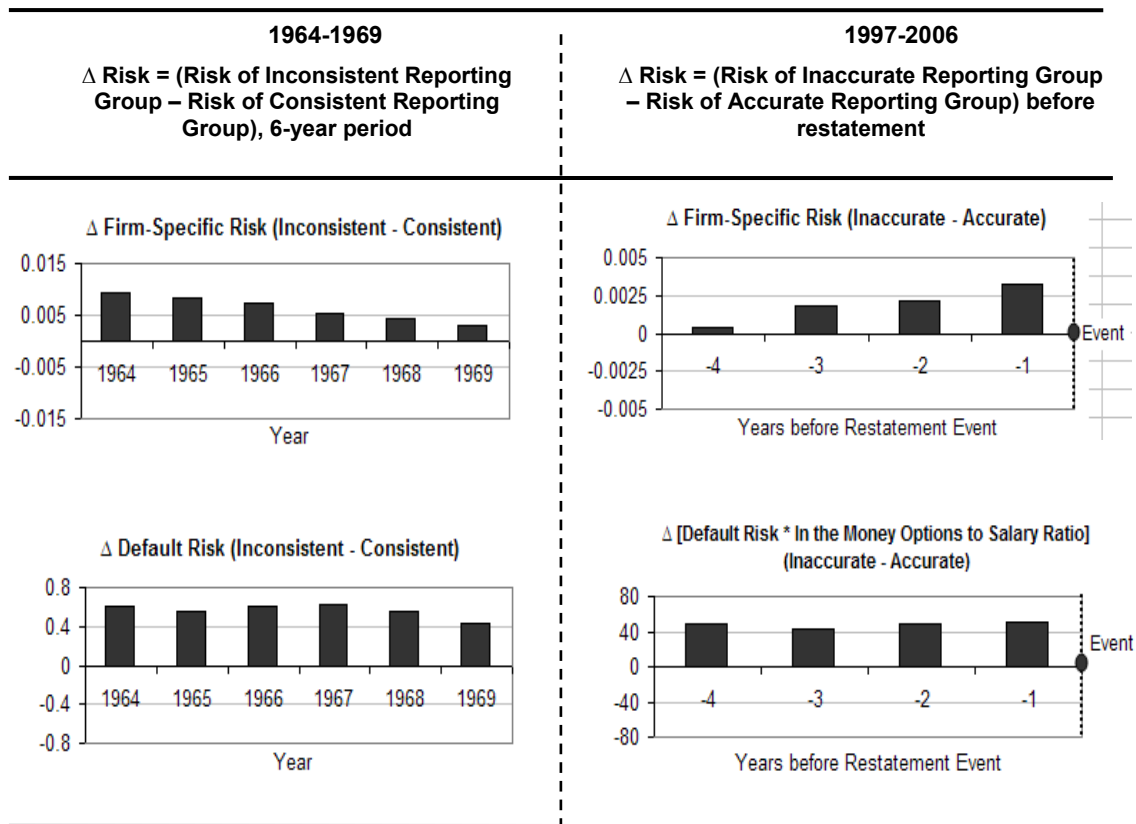 1964-1969
Δ Risk = (Risk of Inconsistent Reporting
Group – Risk of Consistent Reporting
Group), 6-year period
1997-2006
Δ Risk = (Risk of Inaccurate Reporting Group
– Risk of Accurate Reporting Group) before
restatement
Δ Firm-Specific Risk (Inconsistent - Consistent)
0.015
0.005
-0.005
-0.015
1964 1965 1966 1967 1968 1969
Year
Δ Firm-Specific Risk (Inaccurate - Accurate)
0.005
0.0025
0
-0.0025
-0.005
-4 -3 -2 -1
Event
Years before Restatement Event
Δ Default Risk (Inconsistent - Consistent)
0.8
0.4
0
-0.4
-0.8
1964 1965 1966 1967 1968 1969
Year
Δ [Default Risk * In the Money Options to Salary Ratio]
(Inaccurate - Accurate)
80
40
0
-40
-80
-4 -3 -2 -1
Event
Years before Restatement Event